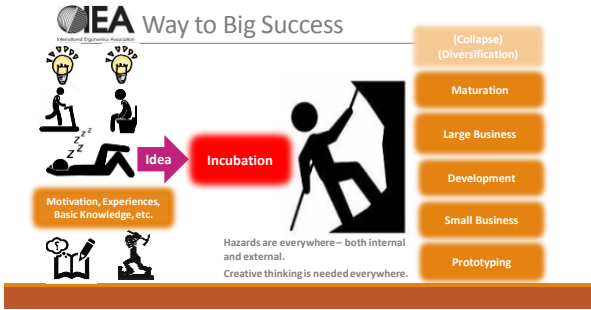 IEA
International Ergonomics Association
Way to Big Success
z z z
z z
Idea
Incubation
Motivation, Experiences,
Basic Knowledge, etc.
Hazards are everywhere – both internal
and external.
Creative thinking is needed everywhere.
(Collapse)
(Diversification)
Maturation
Large Business
Development
Small Business
Prototyping